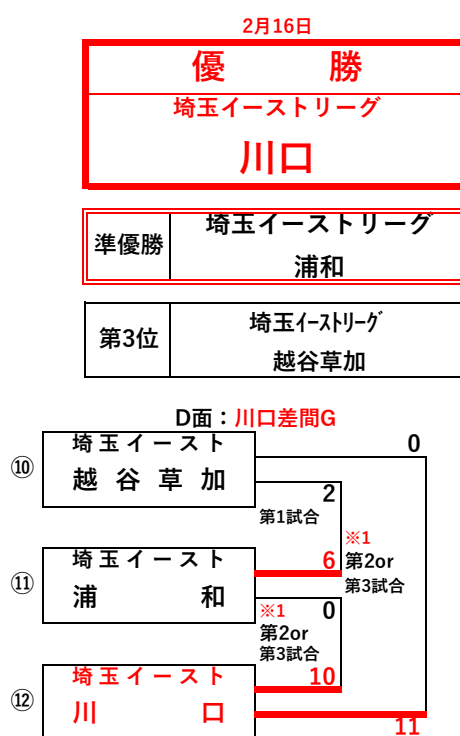 2月16日
優 勝
埼玉イーストリーグ
川口
準優勝
埼玉イーストリーグ
浦和
第3位
埼玉ｲｰｽﾄﾘｰｸﾞ
越谷草加
D面：川口差間G
⑩
埼玉イースト
越谷草加
0
2
第1試合
⑪
埼玉イースト
浦 和
6
※1
第2or
第3試合
※1
第2or
第3試合
0
⑫
埼玉イースト
川 口
10
11